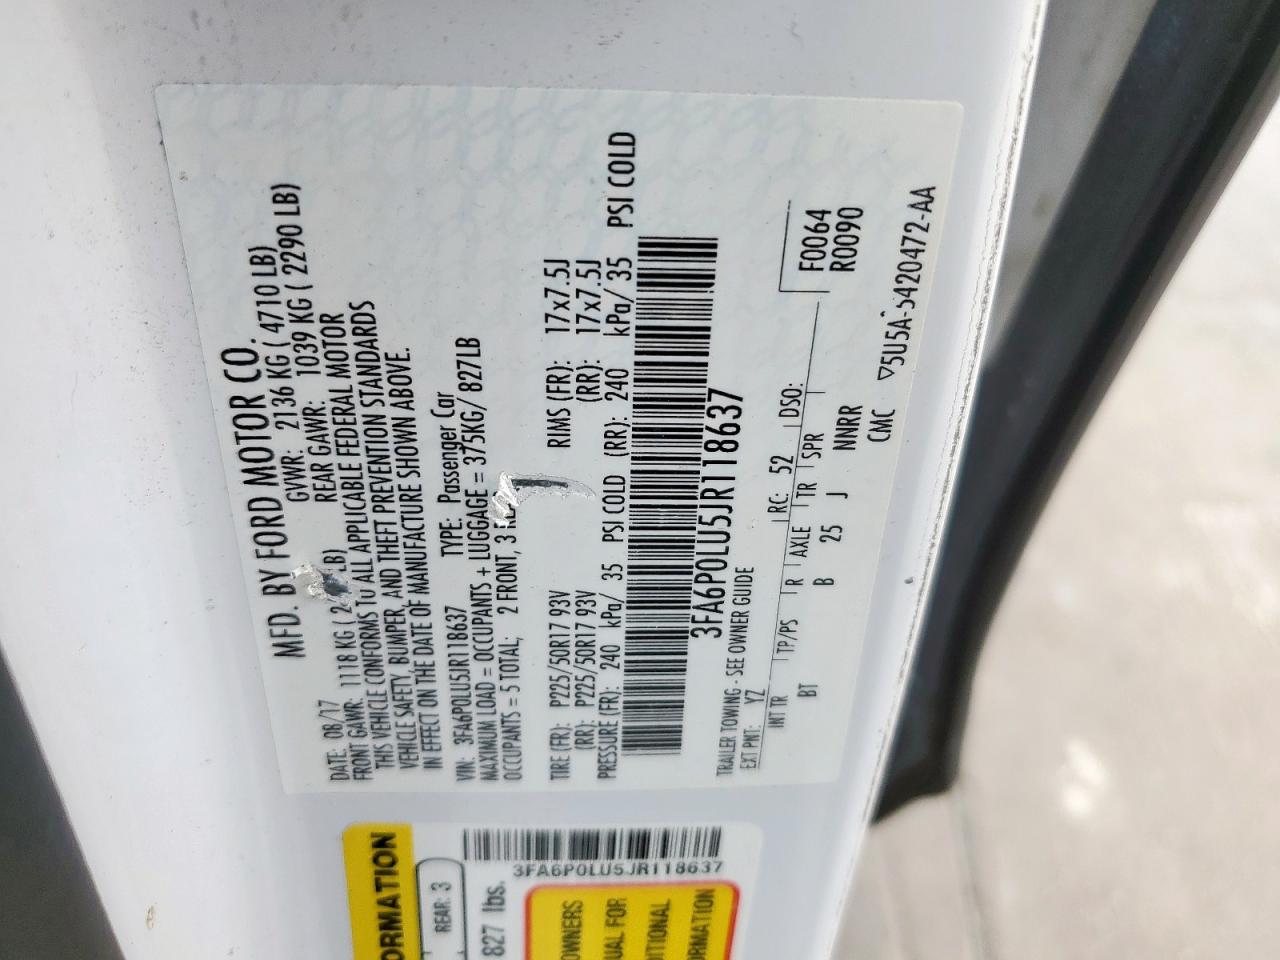 MFD. BY FORD MOTOR CO.
DATE: 08/17 GVWR: 2136 KG ( 4710 LB)
FRONT GAWR: 1118 KG ( LB) REAR GAWR: 1039 KG ( 2290 LB)
THIS VEHICLE CONFORMS TO ALL APPLICABLE FEDERAL MOTOR
VEHICLE SAFETY, BUMPER, AND THEFT PREVENTION STANDARDS
IN EFFECT ON THE DATE OF MANUFACTURE SHOWN ABOVE.
VIN: 3FA6P0LU5JR118637 TYPE: Passenger Car
MAXIMUM LOAD = OCCUPANTS + LUGGAGE = 375KG/ 827LB
OCCUPANTS = 5 TOTAL; 2 FRONT, 3
TIRE (FR): P225/50R17 93V RIMS (FR): 17x7.5J
(RR): P225/50R17 93V (RR): 17x7.5J
PRESSURE (FR): 240 kPa/ 35 PSI COLD (RR): 240 kPa/ 35 PSI COLD
3FA6P0LU5JR118637
TRAILER TOWING - SEE OWNER GUIDE
EXT PNT: YZ RC: 52 DSO: F0064
R0090
INT TR TP/PS R AXLE TR SPR
BT B 25 J NNRR
CMC 5U5A-5420472-AA
ORMATION
REAR: 3
827 lbs.
3FA6P0LU5JR118637
OWNERS
UAL FOR
DITIONAL
RMATION